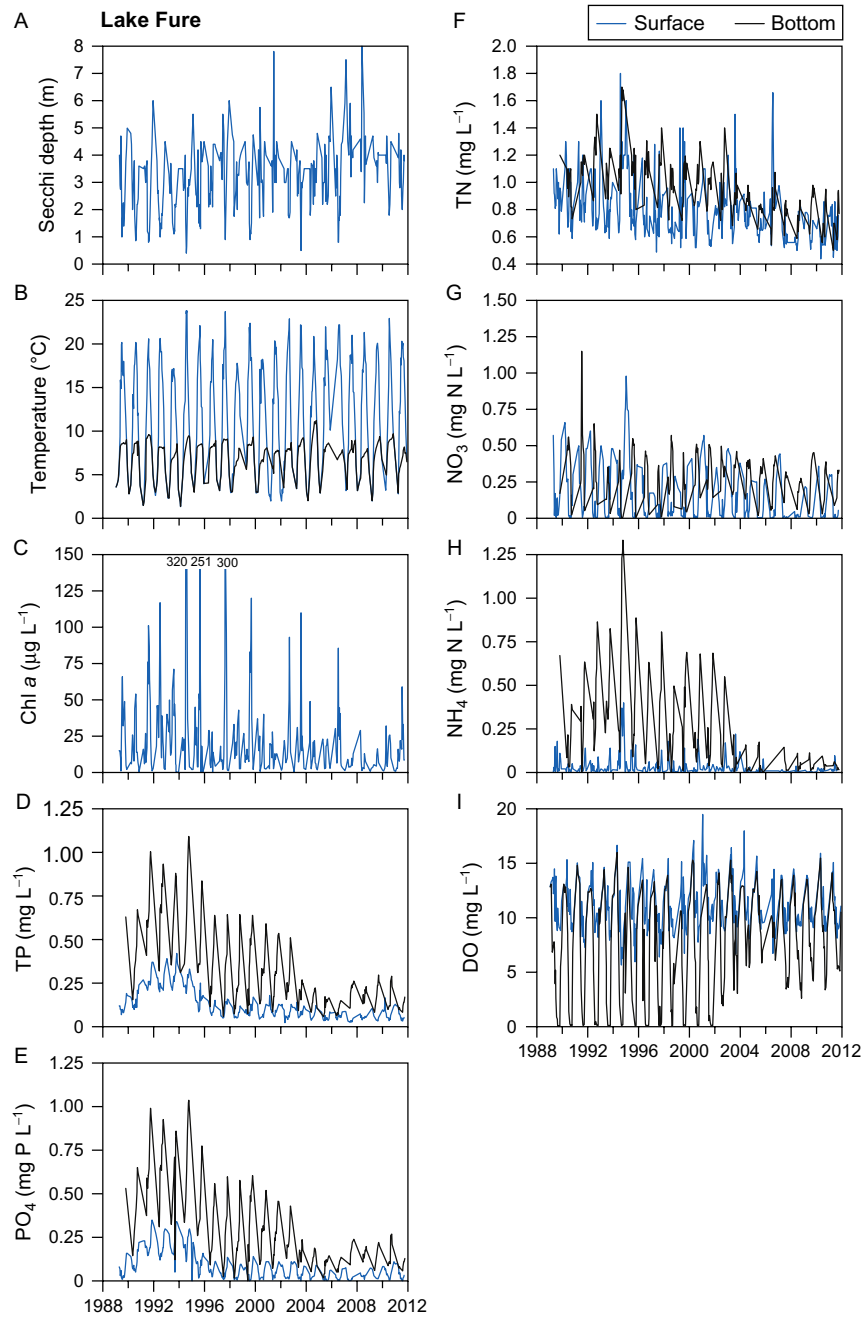 Lake Fure
Surface Bottom
A
8
7
6
5
4
3
2
1
0
Secchi depth (m)
B
25
20
15
10
5
0
Temperature (°C)
C
150
125
100
75
50
25
0
320 251 300
Chl a (µg L⁻¹)
D
1.25
1.00
0.75
0.50
0.25
0
TP (mg L⁻¹)
E
1.25
1.00
0.75
0.50
0.25
0
PO₄ (mg P L⁻¹)
1988 1992 1996 2000 2004 2008 2012
F
2.0
1.8
1.6
1.4
1.2
1.0
0.8
0.6
0.4
TN (mg L⁻¹)
G
1.50
1.25
1.00
0.75
0.50
0.25
0
NO₃ (mg N L⁻¹)
H
1.25
1.00
0.75
0.50
0.25
0
NH₄ (mg N L⁻¹)
I
20
15
10
5
0
DO (mg L⁻¹)
1988 1992 1996 2000 2004 2008 2012